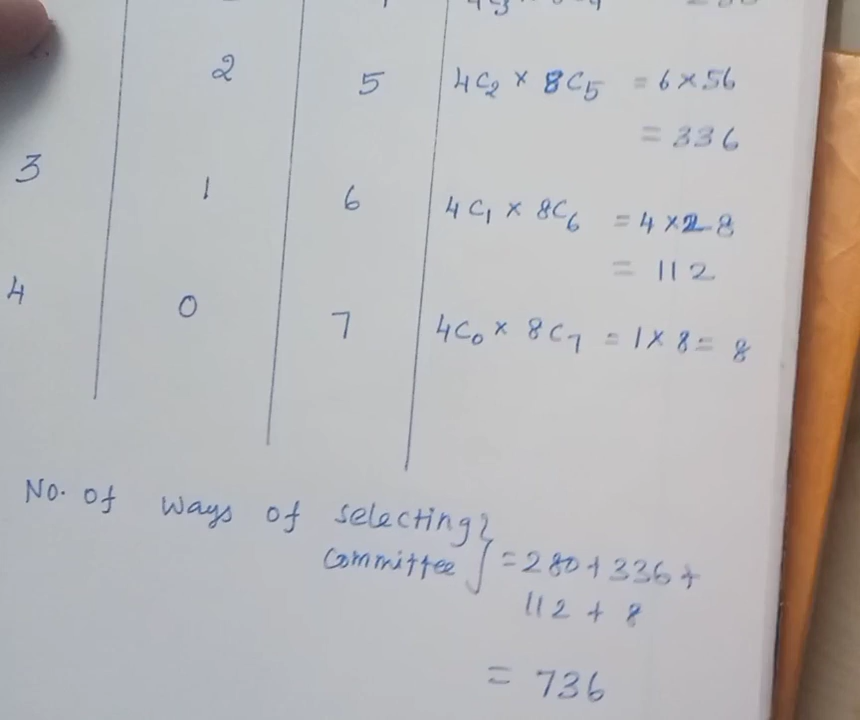 2 5 4C2 × 8C5 = 6×56
= 336
3 1 6 4C1 × 8C6 = 4×28
= 112
4 0 7 4C0 × 8C7 = 1×8= 8
No. of ways of selecting }
Committee = 280+336+
112 + 8
= 736